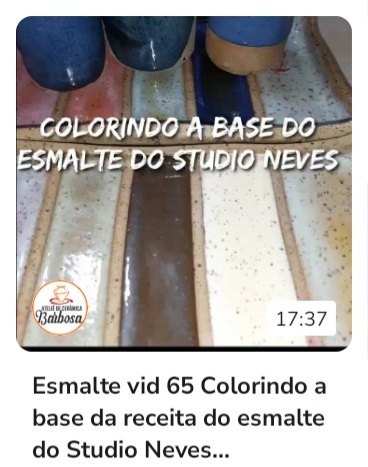 COLORINDO A BASE DO
ESMALTE DO STUDIO NEVES
ATELIÊ DE CERÂMICA
Barbosa
17:37
Esmalte vid 65 Colorindo a
base da receita do esmalte
do Studio Neves...